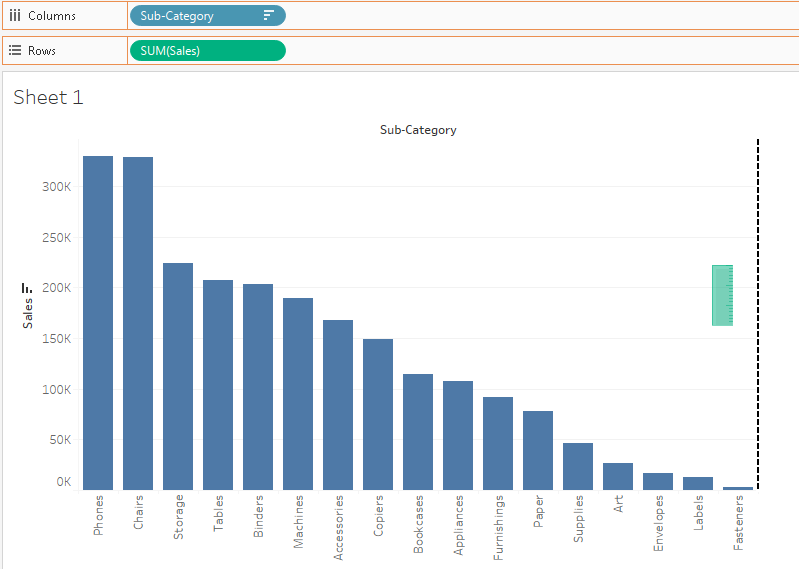 Columns
Sub-Category
Rows
SUM(Sales)
Sheet 1
Sub-Category
300K
250K
200K
150K
100K
50K
0K
Sales
Phones
Chairs
Storage
Tables
Binders
Machines
Accessories
Copiers
Bookcases
Appliances
Furnishings
Paper
Supplies
Art
Envelopes
Labels
Fasteners